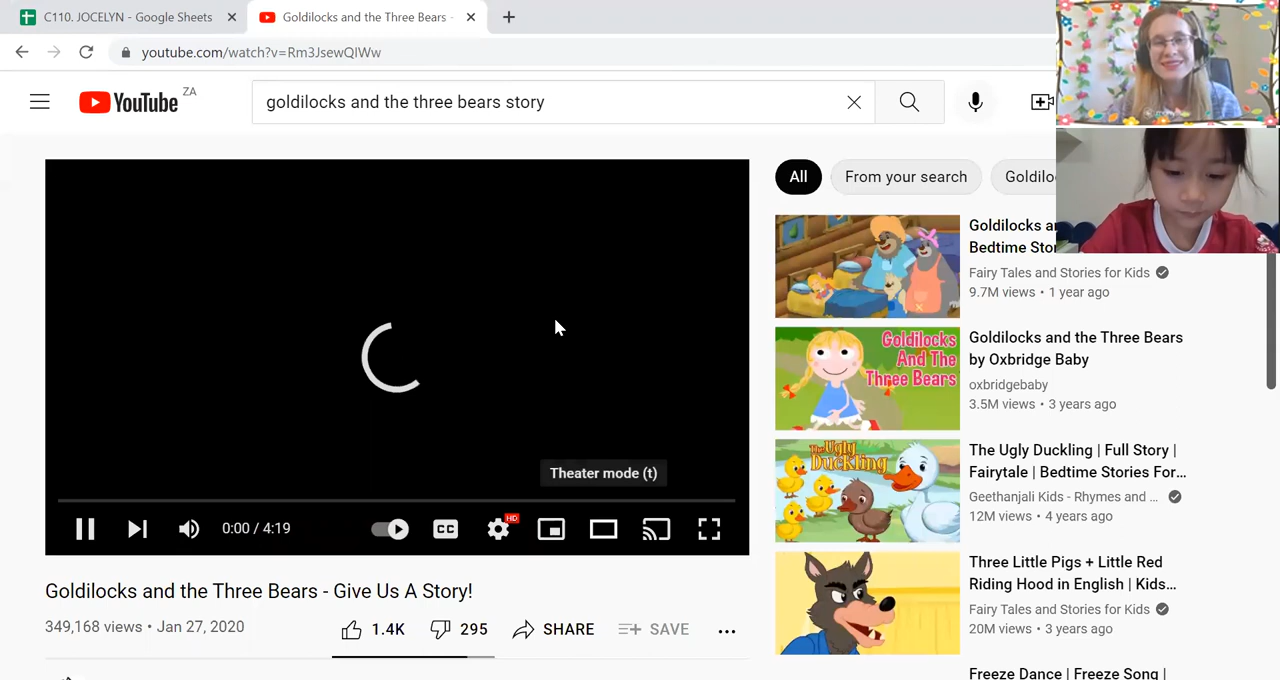 C110. JOCELYN - Google Sheets
Goldilocks and the Three Bears -
youtube.com/watch?v=Rm3JsewQIWw
YouTube ZA
goldilocks and the three bears story
All
From your search
Goldilo
Goldilocks a
Bedtime Sto
Fairy Tales and Stories for Kids
9.7M views • 1 year ago
Goldilocks And The Three Bears
Goldilocks and the Three Bears
by Oxbridge Baby
oxbridgebaby
3.5M views • 3 years ago
The Ugly Duckling
The Ugly Duckling | Full Story |
Fairytale | Bedtime Stories For...
Geethanjali Kids - Rhymes and ...
12M views • 4 years ago
Three Little Pigs + Little Red
Riding Hood in English | Kids...
Fairy Tales and Stories for Kids
20M views • 3 years ago
Freeze Dance | Freeze Song |
Theater mode (t)
0:00 / 4:19
CC
HD
Goldilocks and the Three Bears - Give Us A Story!
349,168 views • Jan 27, 2020
1.4K
295
SHARE
SAVE